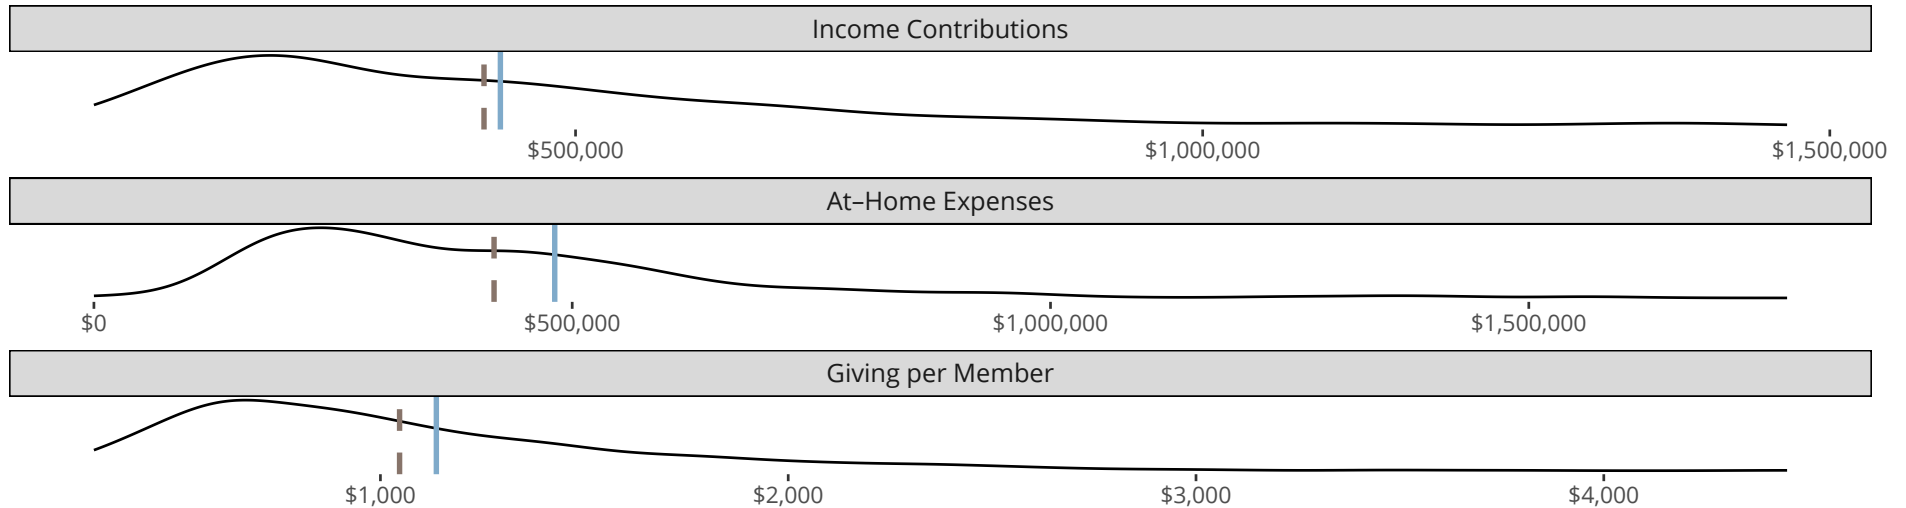 Income Contributions
$500,000 $1,000,000 $1,500,000
At–Home Expenses
$0 $500,000 $1,000,000 $1,500,000
Giving per Member
$1,000 $2,000 $3,000 $4,000